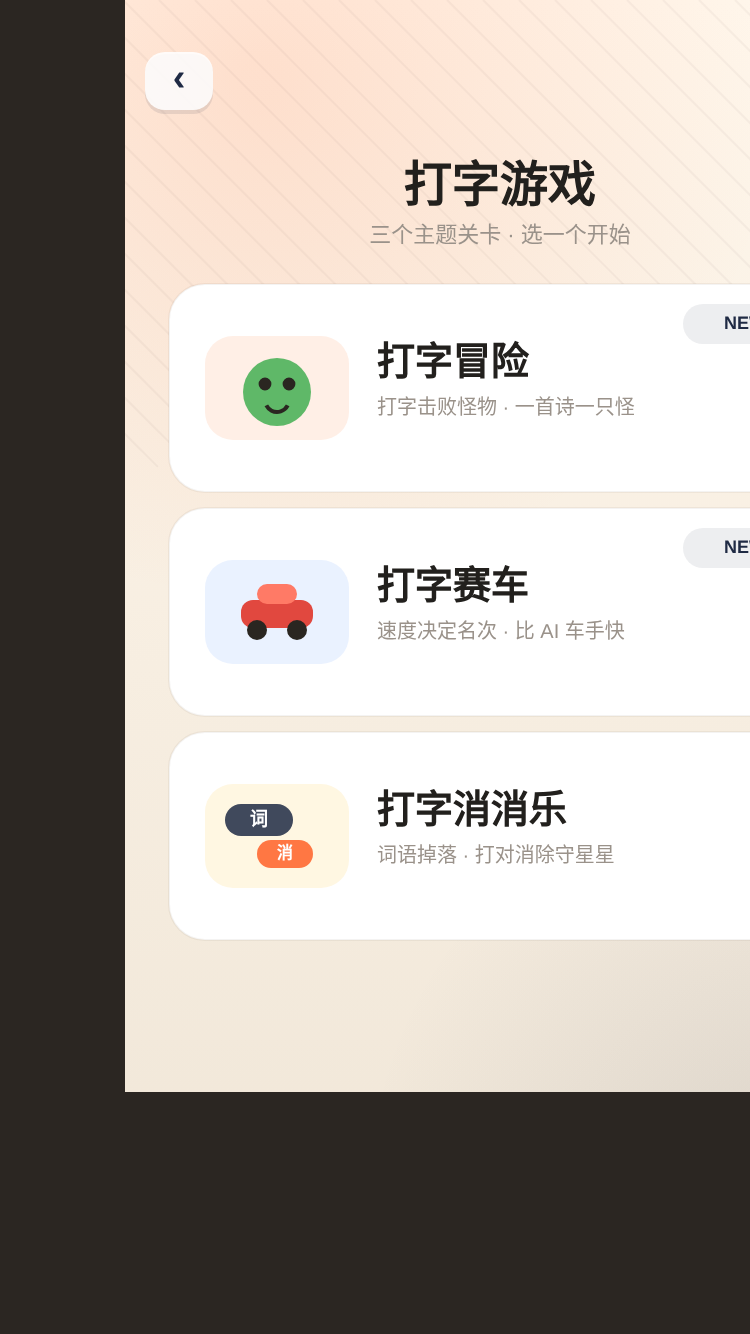 ‹
打字游戏
三个主题关卡 · 选一个开始
NE
打字冒险
打字击败怪物 · 一首诗一只怪
NE
打字赛车
速度决定名次 · 比 AI 车手快
词
消
打字消消乐
词语掉落 · 打对消除守星星